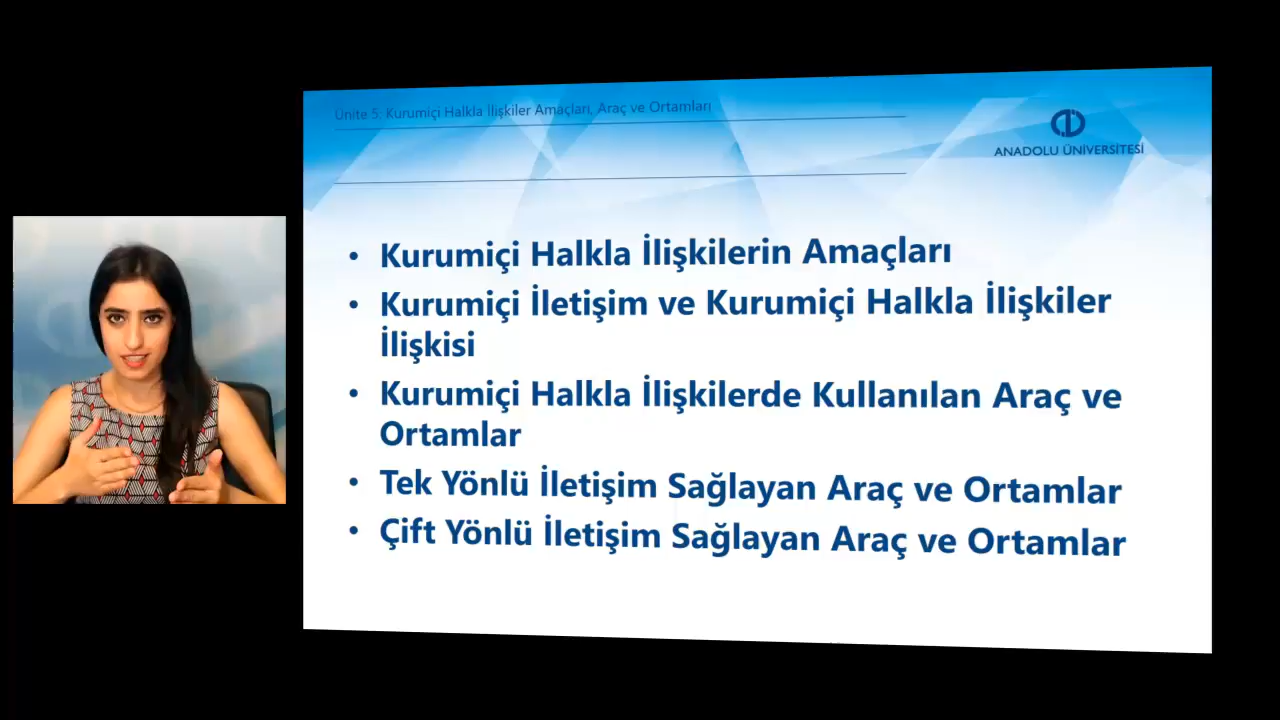 Ünite 5: Kurumiçi Halkla İlişkiler Amaçları, Araç ve Ortamları
ANADOLU ÜNİVERSİTESİ
• Kurumiçi Halkla İlişkilerin Amaçları
• Kurumiçi İletişim ve Kurumiçi Halkla İlişkiler
İlişkisi
• Kurumiçi Halkla İlişkilerde Kullanılan Araç ve
Ortamlar
• Tek Yönlü İletişim Sağlayan Araç ve Ortamlar
• Çift Yönlü İletişim Sağlayan Araç ve Ortamlar